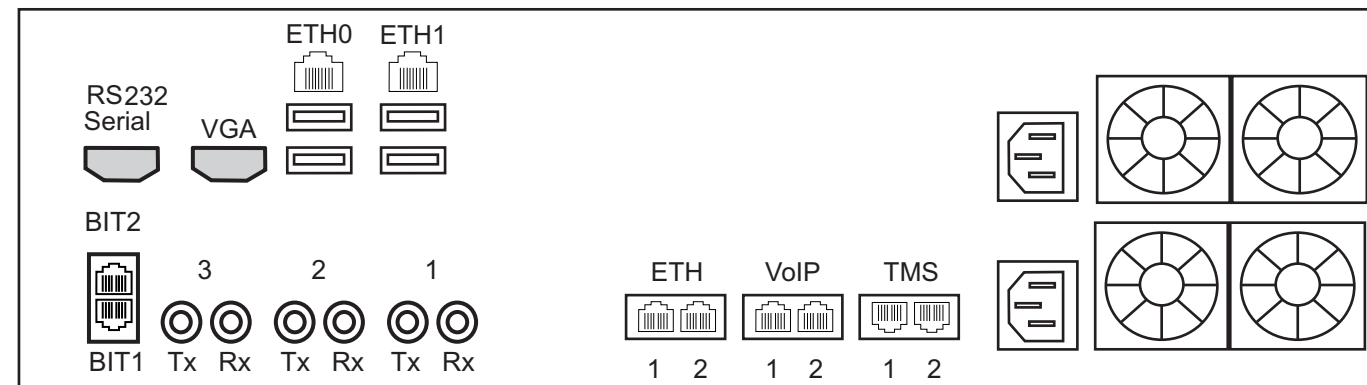 ETH0 ETH1
RS232
Serial
VGA
BIT2
3 2 1
ETH VoIP TMS
BIT1 Tx Rx Tx Rx Tx Rx
1 2 1 2 1 2